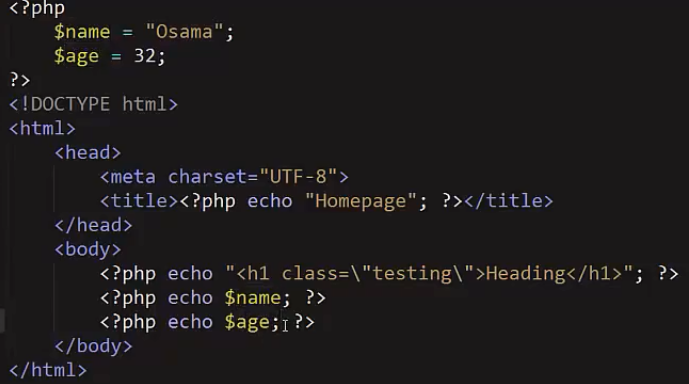 <?php
    $name = "Osama";
    $age = 32;
?>
<!DOCTYPE html>
<html>
    <head>
        <meta charset="UTF-8">
        <title><?php echo "Homepage"; ?></title>
    </head>
    <body>
        <?php echo "<h1 class=\"testing\">Heading</h1>"; ?>
        <?php echo $name; ?>
        <?php echo $age; ?>
    </body>
</html>